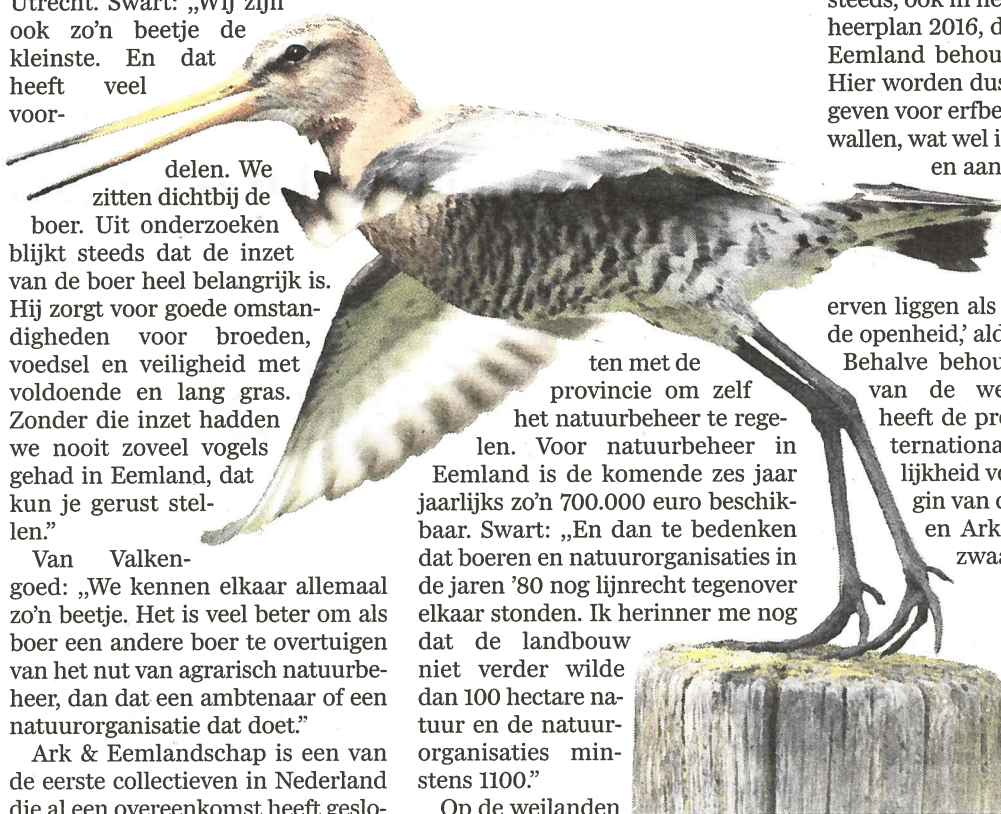 Utrecht. Swart: „Wij zijn
ook zo'n beetje de
kleinste. En dat
heeft veel
voor-
delen. We
zitten dichtbij de
boer. Uit onderzoeken
blijkt steeds dat de inzet
van de boer heel belangrijk is.
Hij zorgt voor goede omstan-
digheden voor broeden,
voedsel en veiligheid met
voldoende en lang gras.
Zonder die inzet hadden
we nooit zoveel vogels
gehad in Eemland, dat
kun je gerust stel-
len.”
Van Valken-
goed: „We kennen elkaar allemaal
zo'n beetje. Het is veel beter om als
boer een andere boer te overtuigen
van het nut van agrarisch natuurbe-
heer, dan dat een ambtenaar of een
natuurorganisatie dat doet.”
Ark & Eemlandschap is een van
de eerste collectieven in Nederland
die al een overeenkomst heeft geslo-
ten met de
provincie om zelf
het natuurbeheer te rege-
len. Voor natuurbeheer in
Eemland is de komende zes jaar
jaarlijks zo'n 700.000 euro beschik-
baar. Swart: „En dan te bedenken
dat boeren en natuurorganisaties in
de jaren '80 nog lijnrecht tegenover
elkaar stonden. Ik herinner me nog
dat de landbouw
niet verder wilde
dan 100 hectare na-
tuur en de natuur-
organisaties min-
stens 1100.”
Op de weilanden
steeds, ook in he
heerplan 2016, d
Eemland behou
Hier worden dus
geven voor erfbe
wallen, wat wel i
en aan
erven liggen als
de openheid,' ald
Behalve behou
van de we
heeft de pro
ternationa
lijkheid vo
gin van d
en Ark
zwaa